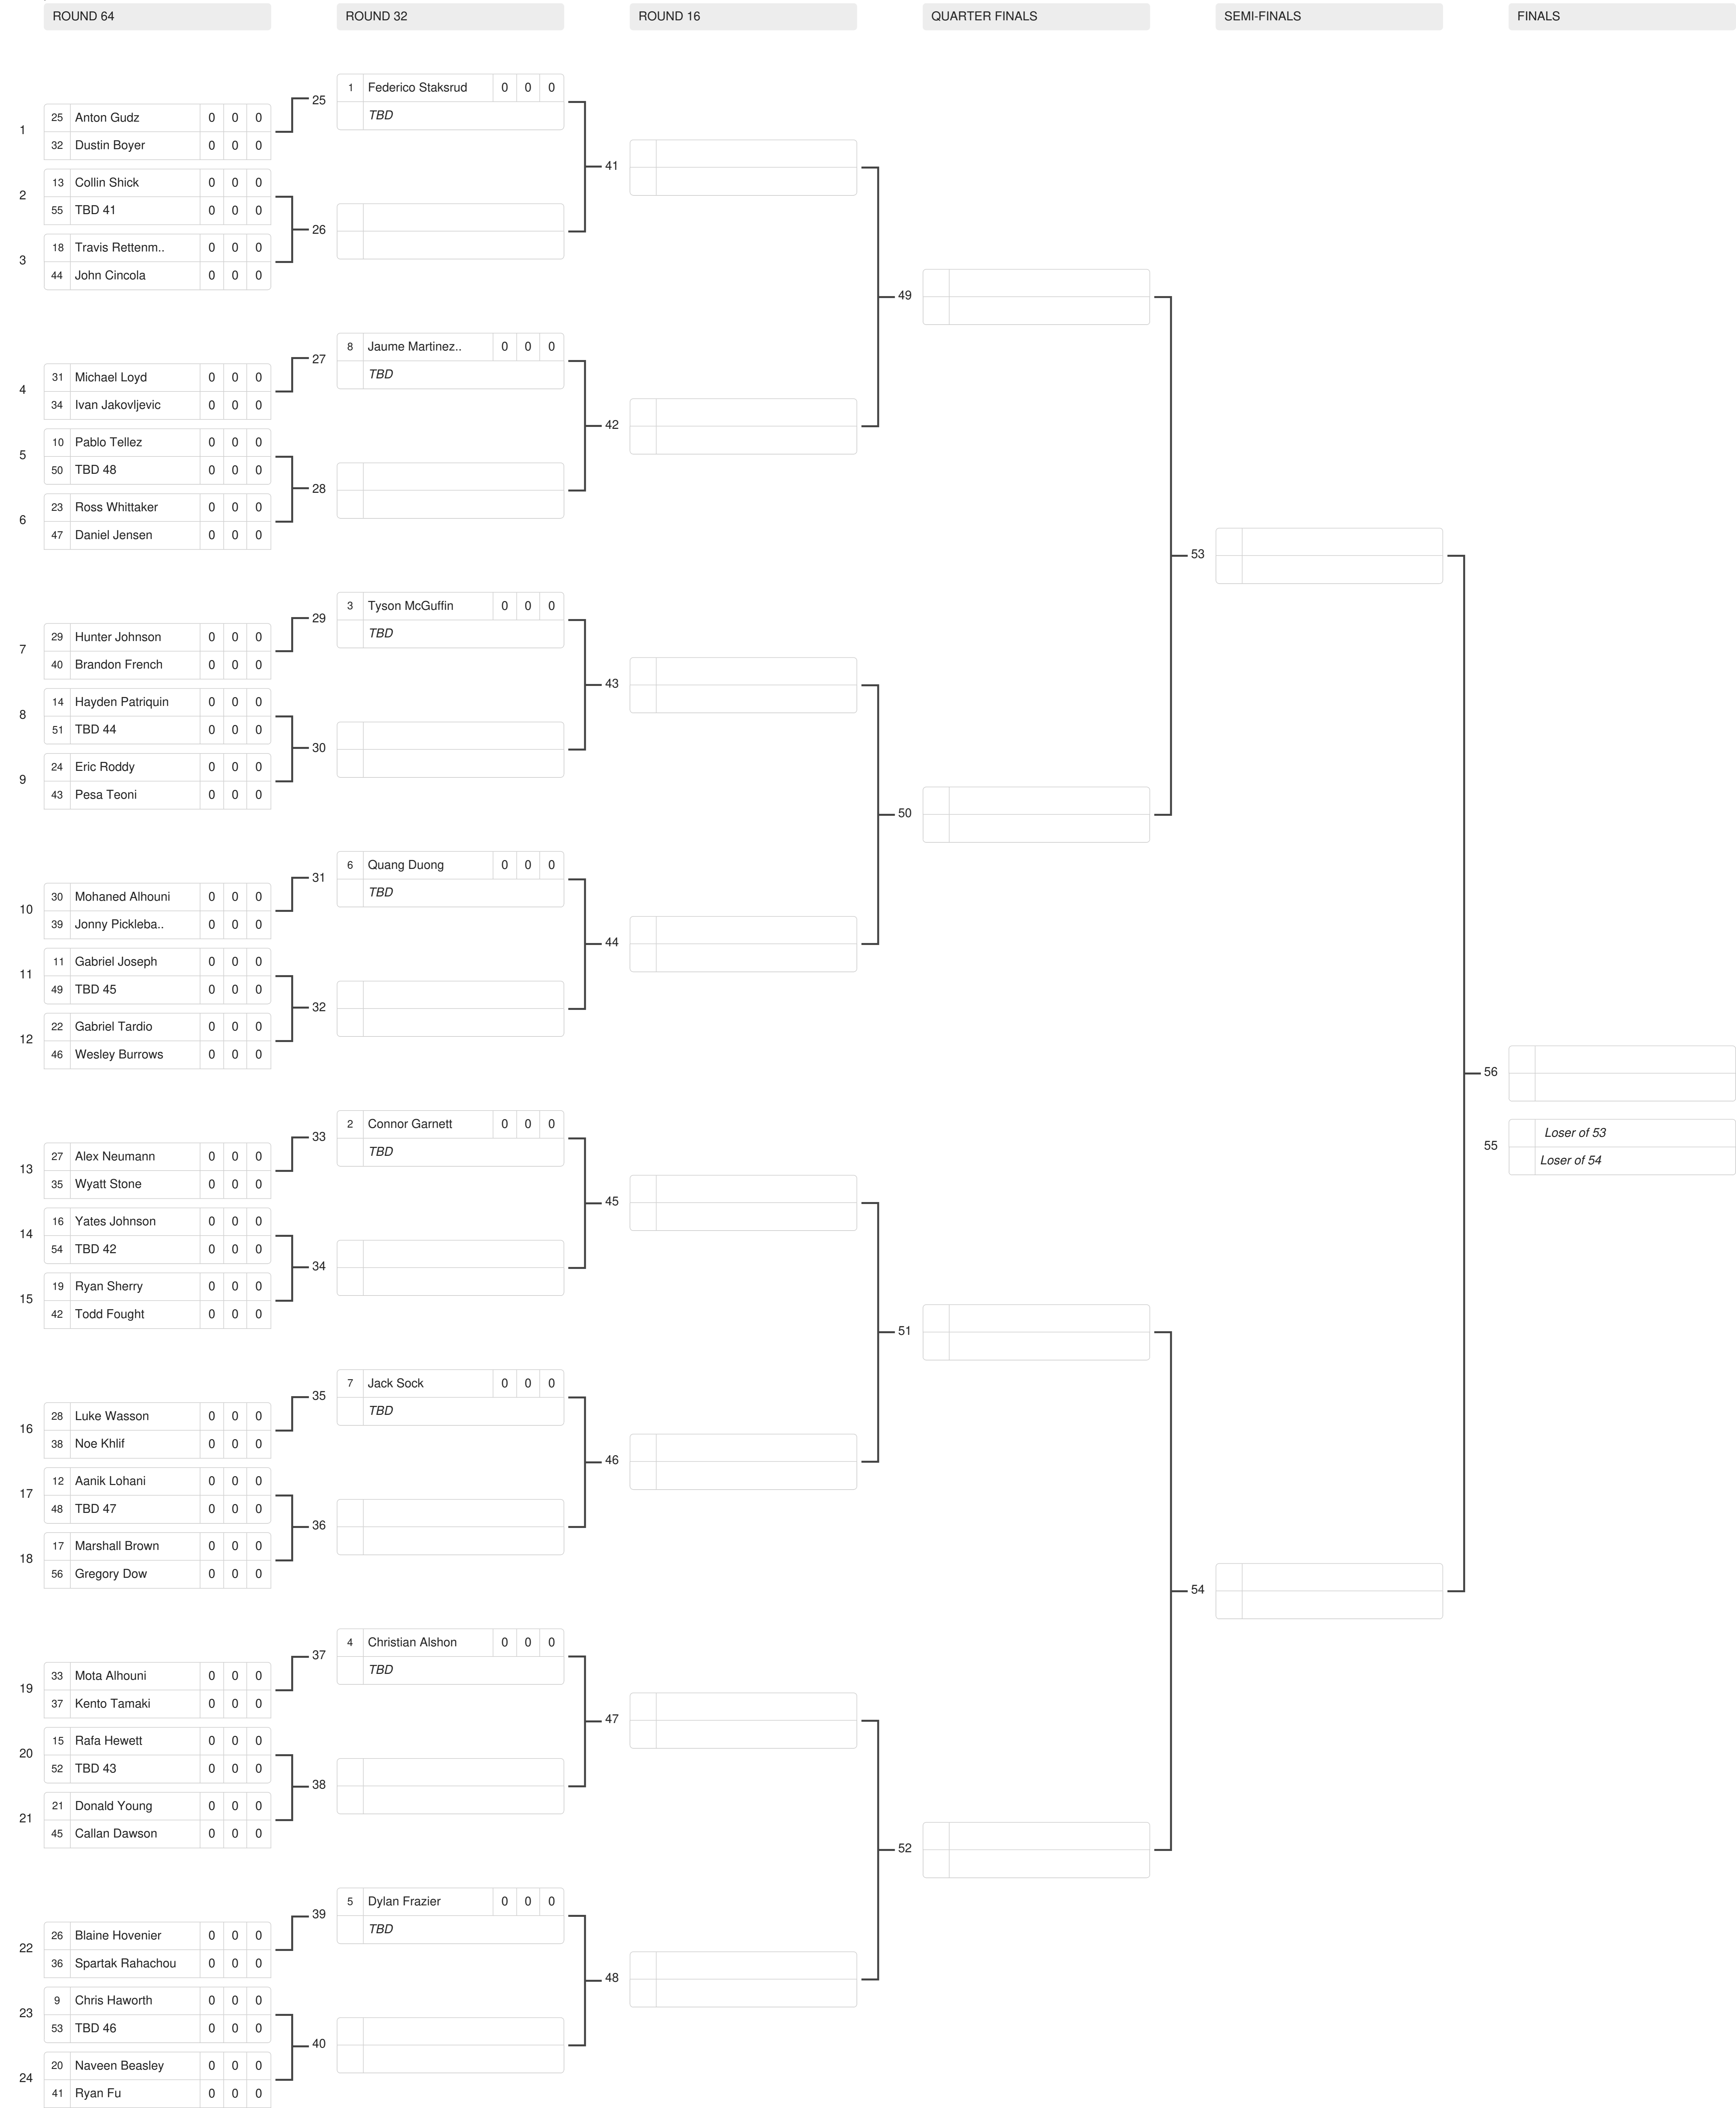 ROUND 64
ROUND 32
ROUND 16
QUARTER FINALS
SEMI-FINALS
FINALS
1
25 Anton Gudz 0 0 0
32 Dustin Boyer 0 0 0
2
13 Collin Shick 0 0 0
55 TBD 41 0 0 0
3
18 Travis Rettenm.. 0 0 0
44 John Cincola 0 0 0
4
31 Michael Loyd 0 0 0
34 Ivan Jakovljevic 0 0 0
5
10 Pablo Tellez 0 0 0
50 TBD 48 0 0 0
6
23 Ross Whittaker 0 0 0
47 Daniel Jensen 0 0 0
7
29 Hunter Johnson 0 0 0
40 Brandon French 0 0 0
8
14 Hayden Patriquin 0 0 0
51 TBD 44 0 0 0
9
24 Eric Roddy 0 0 0
43 Pesa Teoni 0 0 0
10
30 Mohaned Alhouni 0 0 0
39 Jonny Pickleba.. 0 0 0
11
11 Gabriel Joseph 0 0 0
49 TBD 45 0 0 0
12
22 Gabriel Tardio 0 0 0
46 Wesley Burrows 0 0 0
13
27 Alex Neumann 0 0 0
35 Wyatt Stone 0 0 0
14
16 Yates Johnson 0 0 0
54 TBD 42 0 0 0
15
19 Ryan Sherry 0 0 0
42 Todd Fought 0 0 0
16
28 Luke Wasson 0 0 0
38 Noe Khlif 0 0 0
17
12 Aanik Lohani 0 0 0
48 TBD 47 0 0 0
18
17 Marshall Brown 0 0 0
56 Gregory Dow 0 0 0
19
33 Mota Alhouni 0 0 0
37 Kento Tamaki 0 0 0
20
15 Rafa Hewett 0 0 0
52 TBD 43 0 0 0
21
21 Donald Young 0 0 0
45 Callan Dawson 0 0 0
22
26 Blaine Hovenier 0 0 0
36 Spartak Rahachou 0 0 0
23
9 Chris Haworth 0 0 0
53 TBD 46 0 0 0
24
20 Naveen Beasley 0 0 0
41 Ryan Fu 0 0 0
25
1 Federico Staksrud 0 0 0
TBD
26
27
8 Jaume Martinez.. 0 0 0
TBD
28
29
3 Tyson McGuffin 0 0 0
TBD
30
31
6 Quang Duong 0 0 0
TBD
32
33
2 Connor Garnett 0 0 0
TBD
34
35
7 Jack Sock 0 0 0
TBD
36
37
4 Christian Alshon 0 0 0
TBD
38
39
5 Dylan Frazier 0 0 0
TBD
40
41
42
43
44
45
46
47
48
49
50
51
52
53
54
56
55
Loser of 53
Loser of 54